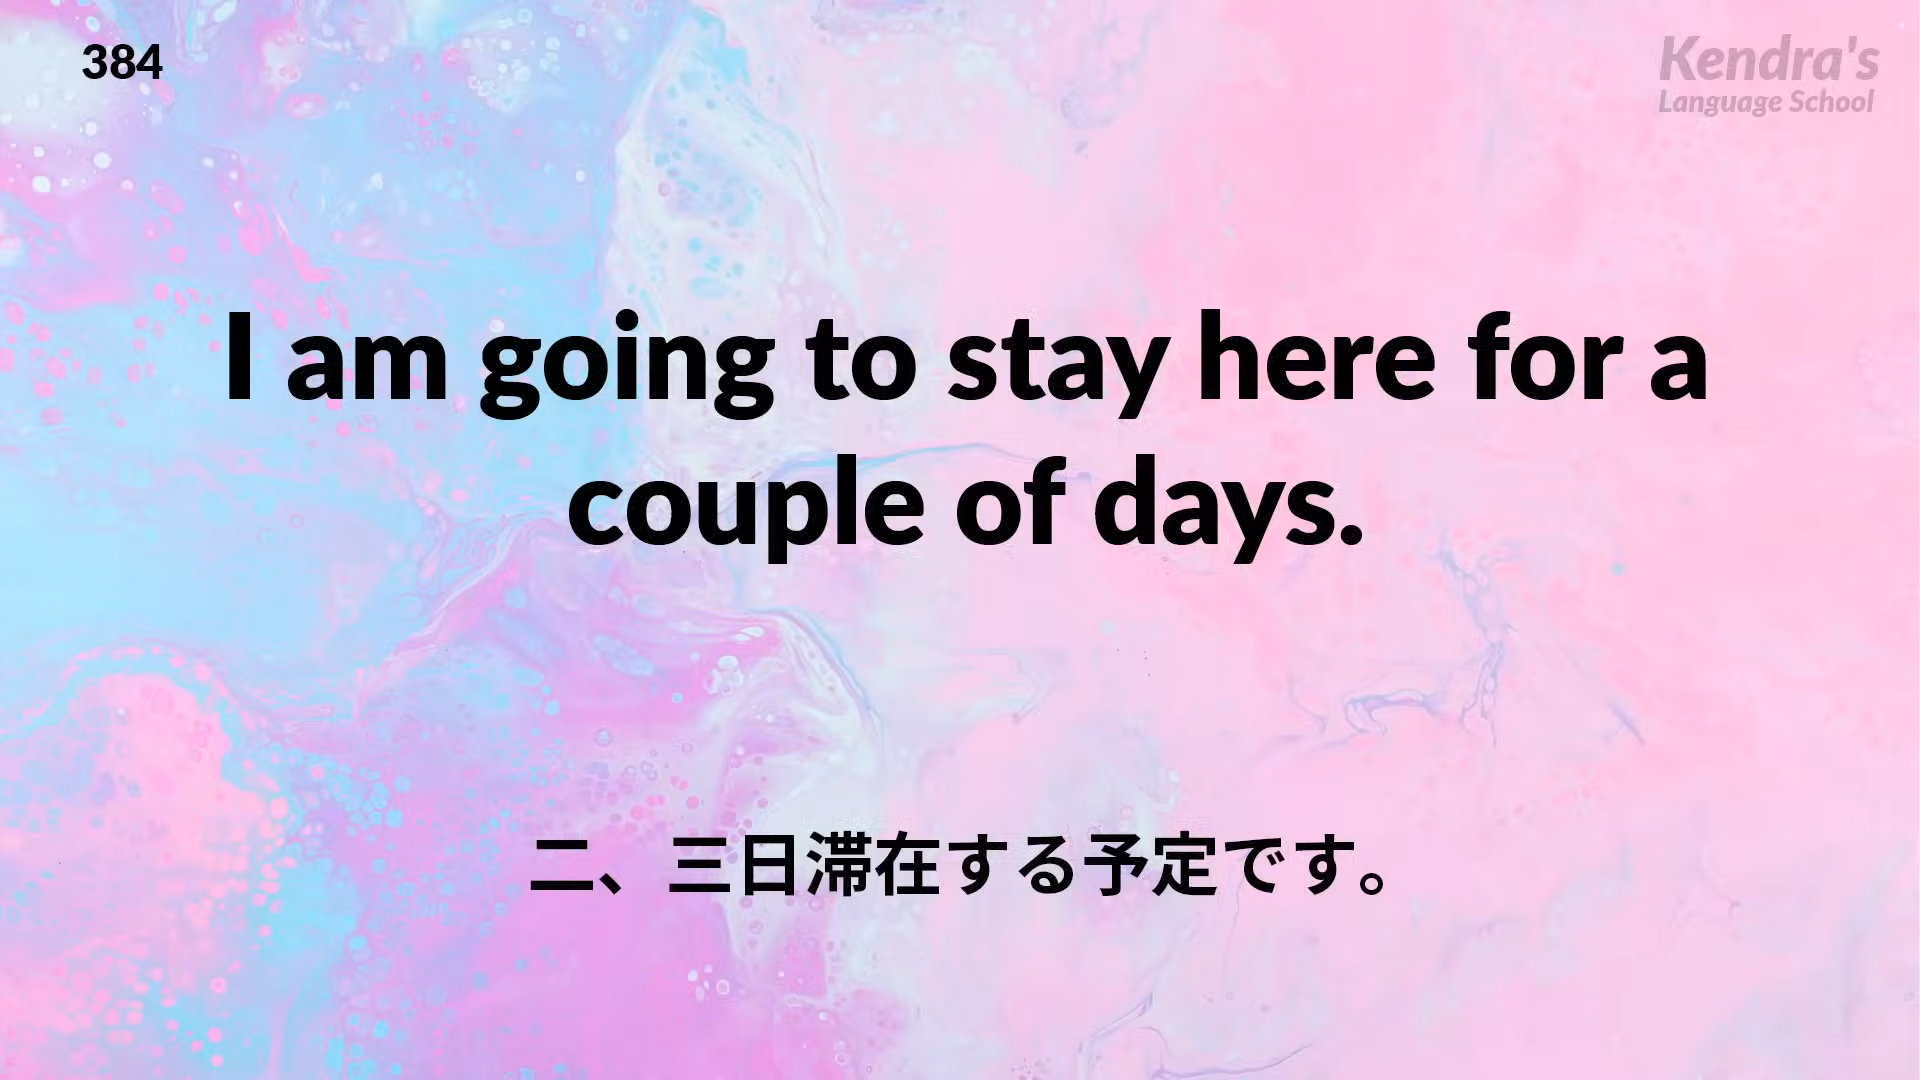 384
Kendra's
Language School
I am going to stay here for a
couple of days.
二、三日滞在する予定です。